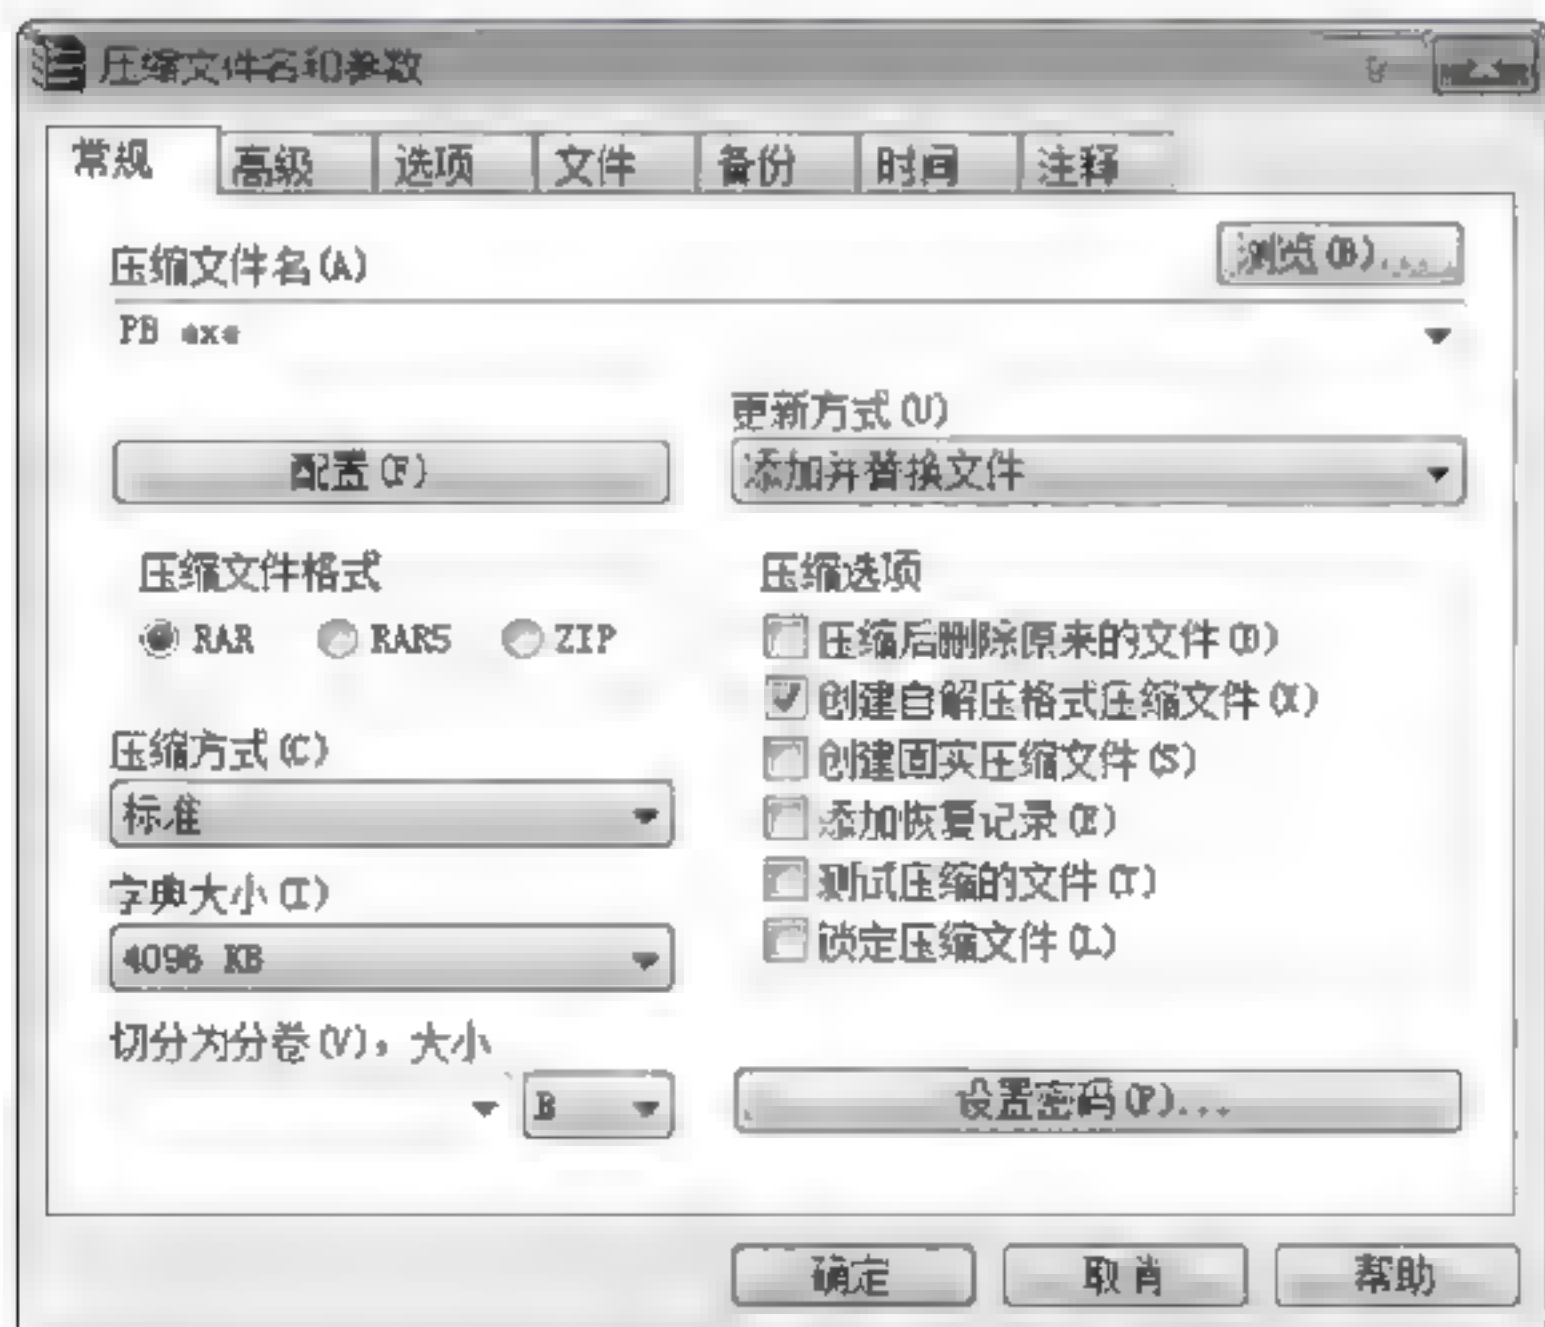 压缩文件名和参数
常规 高级 选项 文件 备份 时间 注释
压缩文件名(A)
浏览(B)...
PB exe
更新方式(U)
配置(F)
添加并替换文件
压缩文件格式
RAR RAR5 ZIP
压缩方式(C)
标准
字典大小(I)
4096 KB
切分为分卷(V),大小
B
压缩选项
压缩后删除原来的文件(D)
创建自解压格式压缩文件(X)
创建固实压缩文件(S)
添加恢复记录(E)
测试压缩的文件(T)
锁定压缩文件(L)
设置密码(P)...
确定 取消 帮助